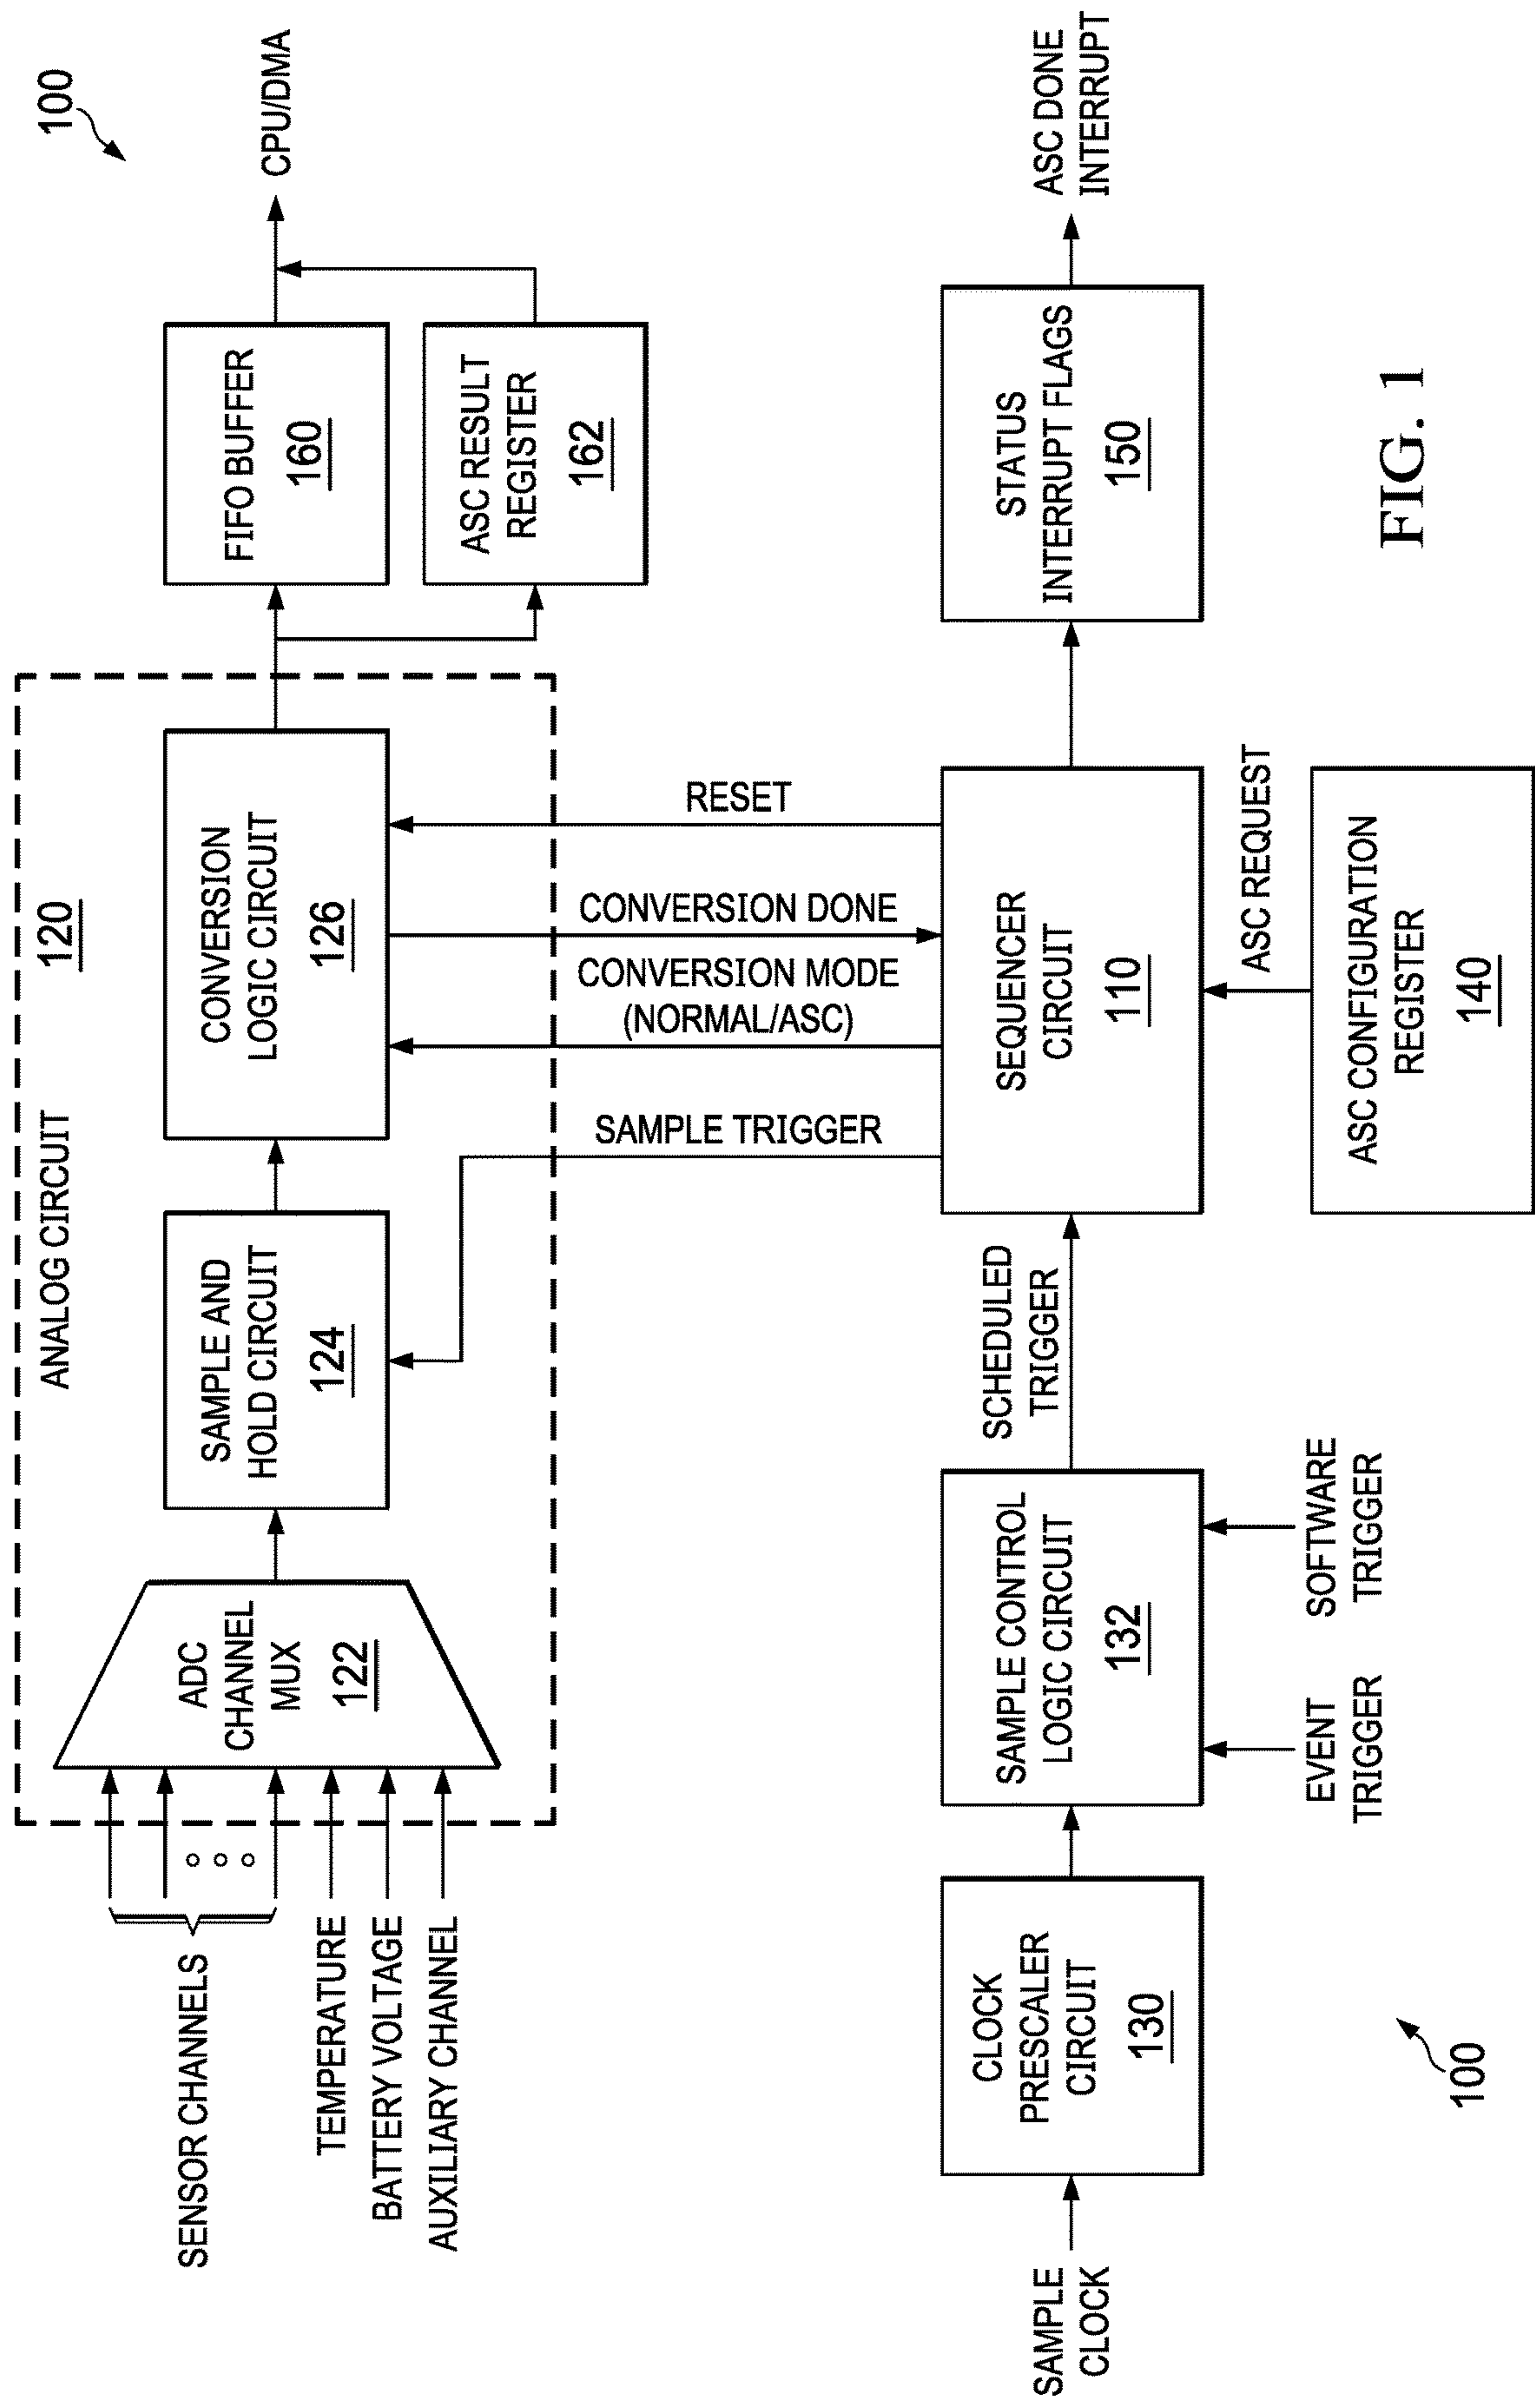 100
CPU/DMA
ANALOG CIRCUIT
120
SENSOR CHANNELS
TEMPERATURE
BATTERY VOLTAGE
AUXILIARY CHANNEL
ADC
CHANNEL
MUX
122
SAMPLE AND
HOLD CIRCUIT
124
CONVERSION
LOGIC CIRCUIT
126
FIFO BUFFER
160
ASC RESULT
REGISTER
162
SAMPLE TRIGGER
CONVERSION MODE
(NORMAL/ASC)
CONVERSION DONE
RESET
SAMPLE
CLOCK
CLOCK
PRESCALER
CIRCUIT
130
SAMPLE CONTROL
LOGIC CIRCUIT
132
EVENT
TRIGGER
SOFTWARE
TRIGGER
SCHEDULED
TRIGGER
SEQUENCER
CIRCUIT
110
ASC REQUEST
ASC CONFIGURATION
REGISTER
140
STATUS
INTERRUPT FLAGS
150
ASC DONE
INTERRUPT
100
FIG. 1